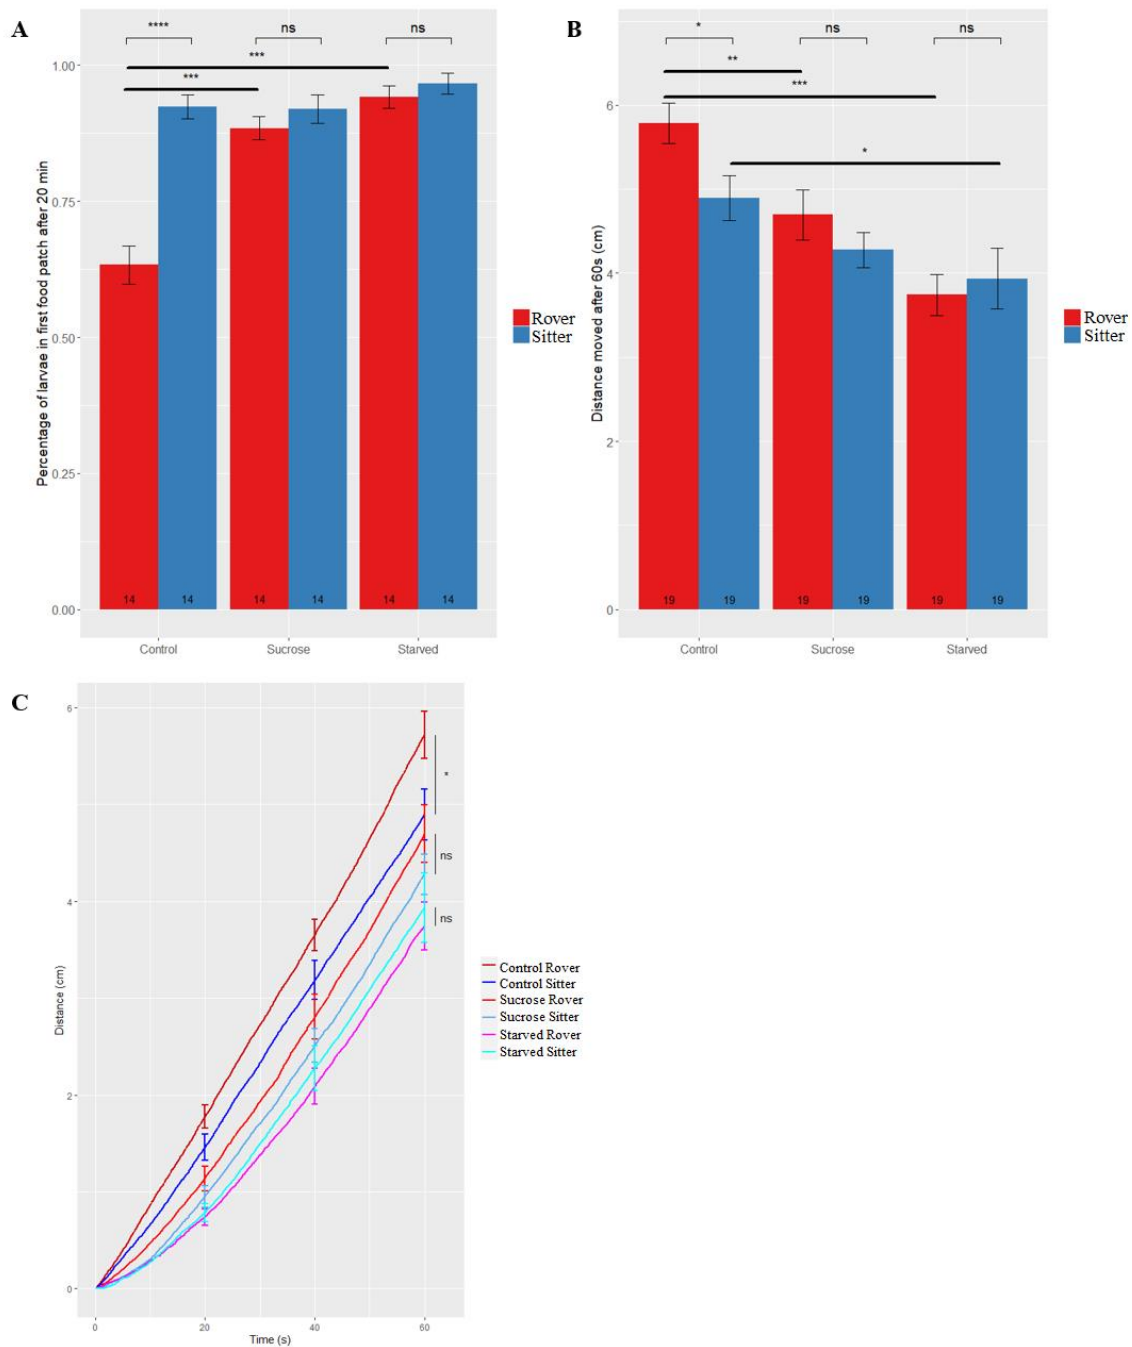 A
B
**** ns ns
***
***
1.00
0.75
0.50
0.25
0.00
Percentage of larvae in first food patch after 20 min
14 14 14 14 14 14
Control Sucrose Starved
Rover
Sitter
* ns ns
**
***
*
6
4
2
0
Distance moved after 60s (cm)
19 19 19 19 19 19
Control Sucrose Starved
Rover
Sitter
C
6
4
2
0
Distance (cm)
*
ns
ns
0 20 40 60
Time (s)
Control Rover
Control Sitter
Sucrose Rover
Sucrose Sitter
Starved Rover
Starved Sitter